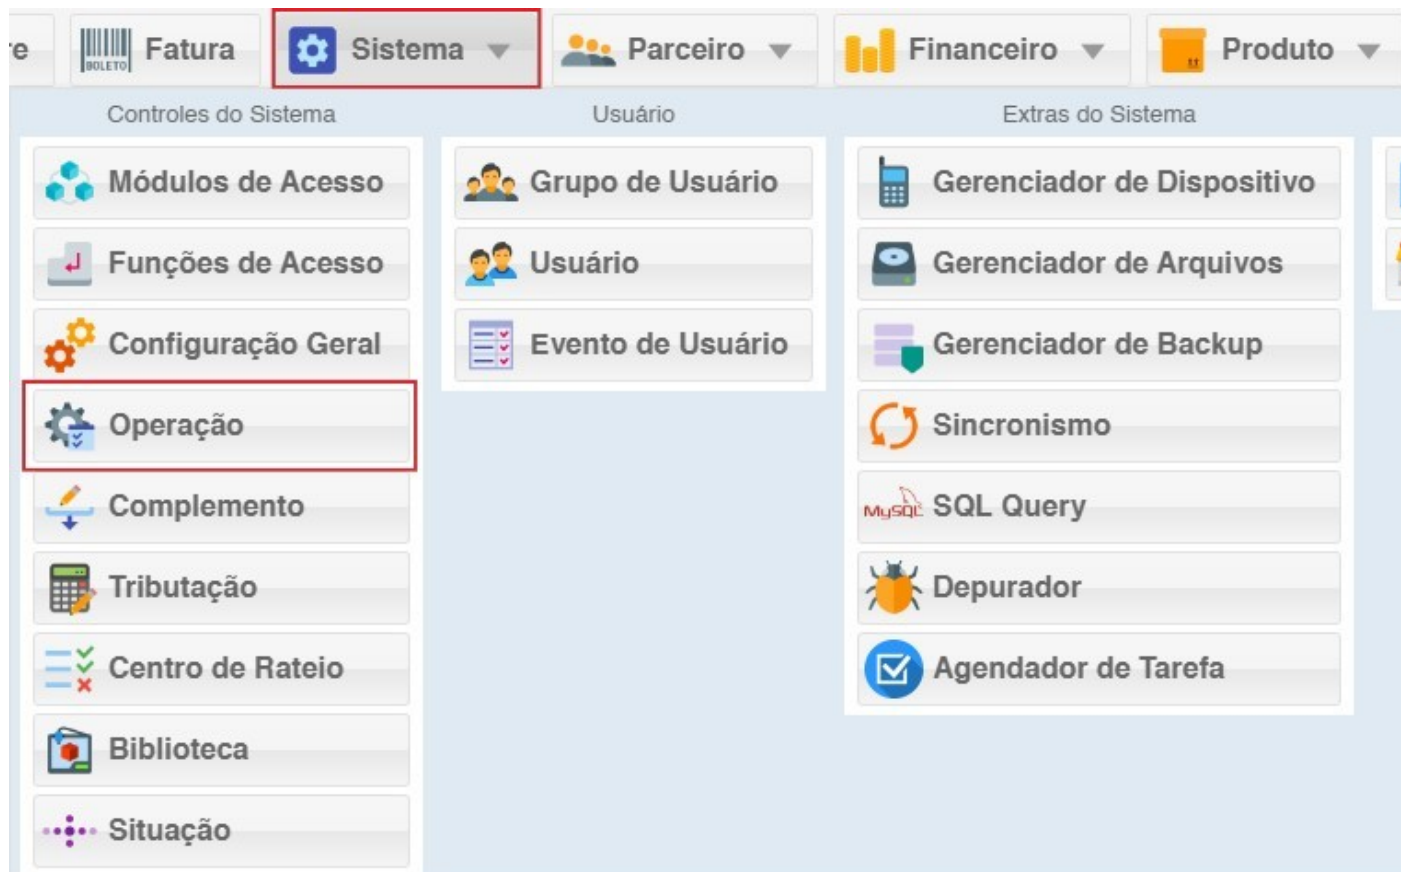 re
BOLETO
Fatura
Sistema
Parceiro
Financeiro
Produto
Controles do Sistema
Módulos de Acesso
Funções de Acesso
Configuração Geral
Operação
Complemento
Tributação
Centro de Rateio
Biblioteca
Situação
Usuário
Grupo de Usuário
Usuário
Evento de Usuário
Extras do Sistema
Gerenciador de Dispositivo
Gerenciador de Arquivos
Gerenciador de Backup
Sincronismo
MySQL SQL Query
Depurador
Agendador de Tarefa